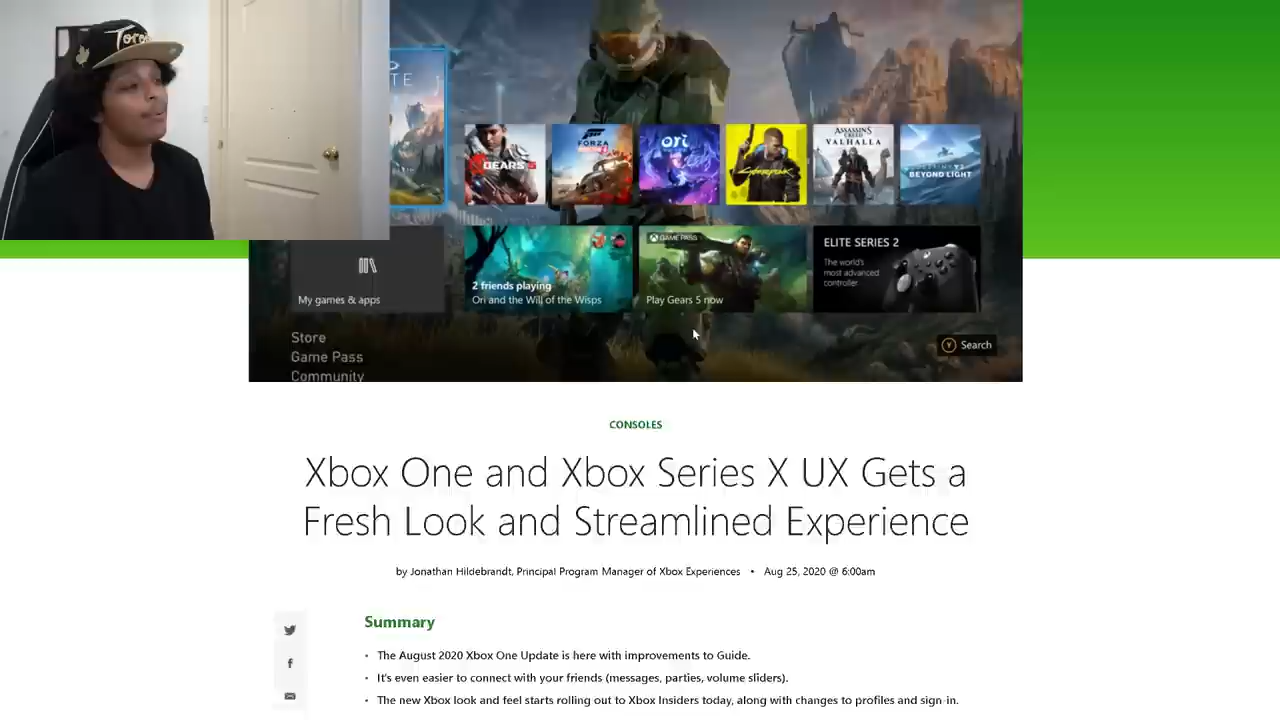 Toro
TE
GEARS 5
FORZA
ori
Cyberpunk
ASSASSIN'S
CREED
VALHALLA
BEYOND LIGHT
My games & apps
2 friends playing
Ori and the Will of the Wisps
GAME PASS
Play Gears 5 now
ELITE SERIES 2
The world's
most advanced
controller
Store
Game Pass
Community
Y Search
CONSOLES
Xbox One and Xbox Series X UX Gets a
Fresh Look and Streamlined Experience
by Jonathan Hildebrandt, Principal Program Manager of Xbox Experiences • Aug 25, 2020 @ 6:00am
Summary
• The August 2020 Xbox One Update is here with improvements to Guide.
• It's even easier to connect with your friends (messages, parties, volume sliders).
• The new Xbox look and feel starts rolling out to Xbox Insiders today, along with changes to profiles and sign-in.